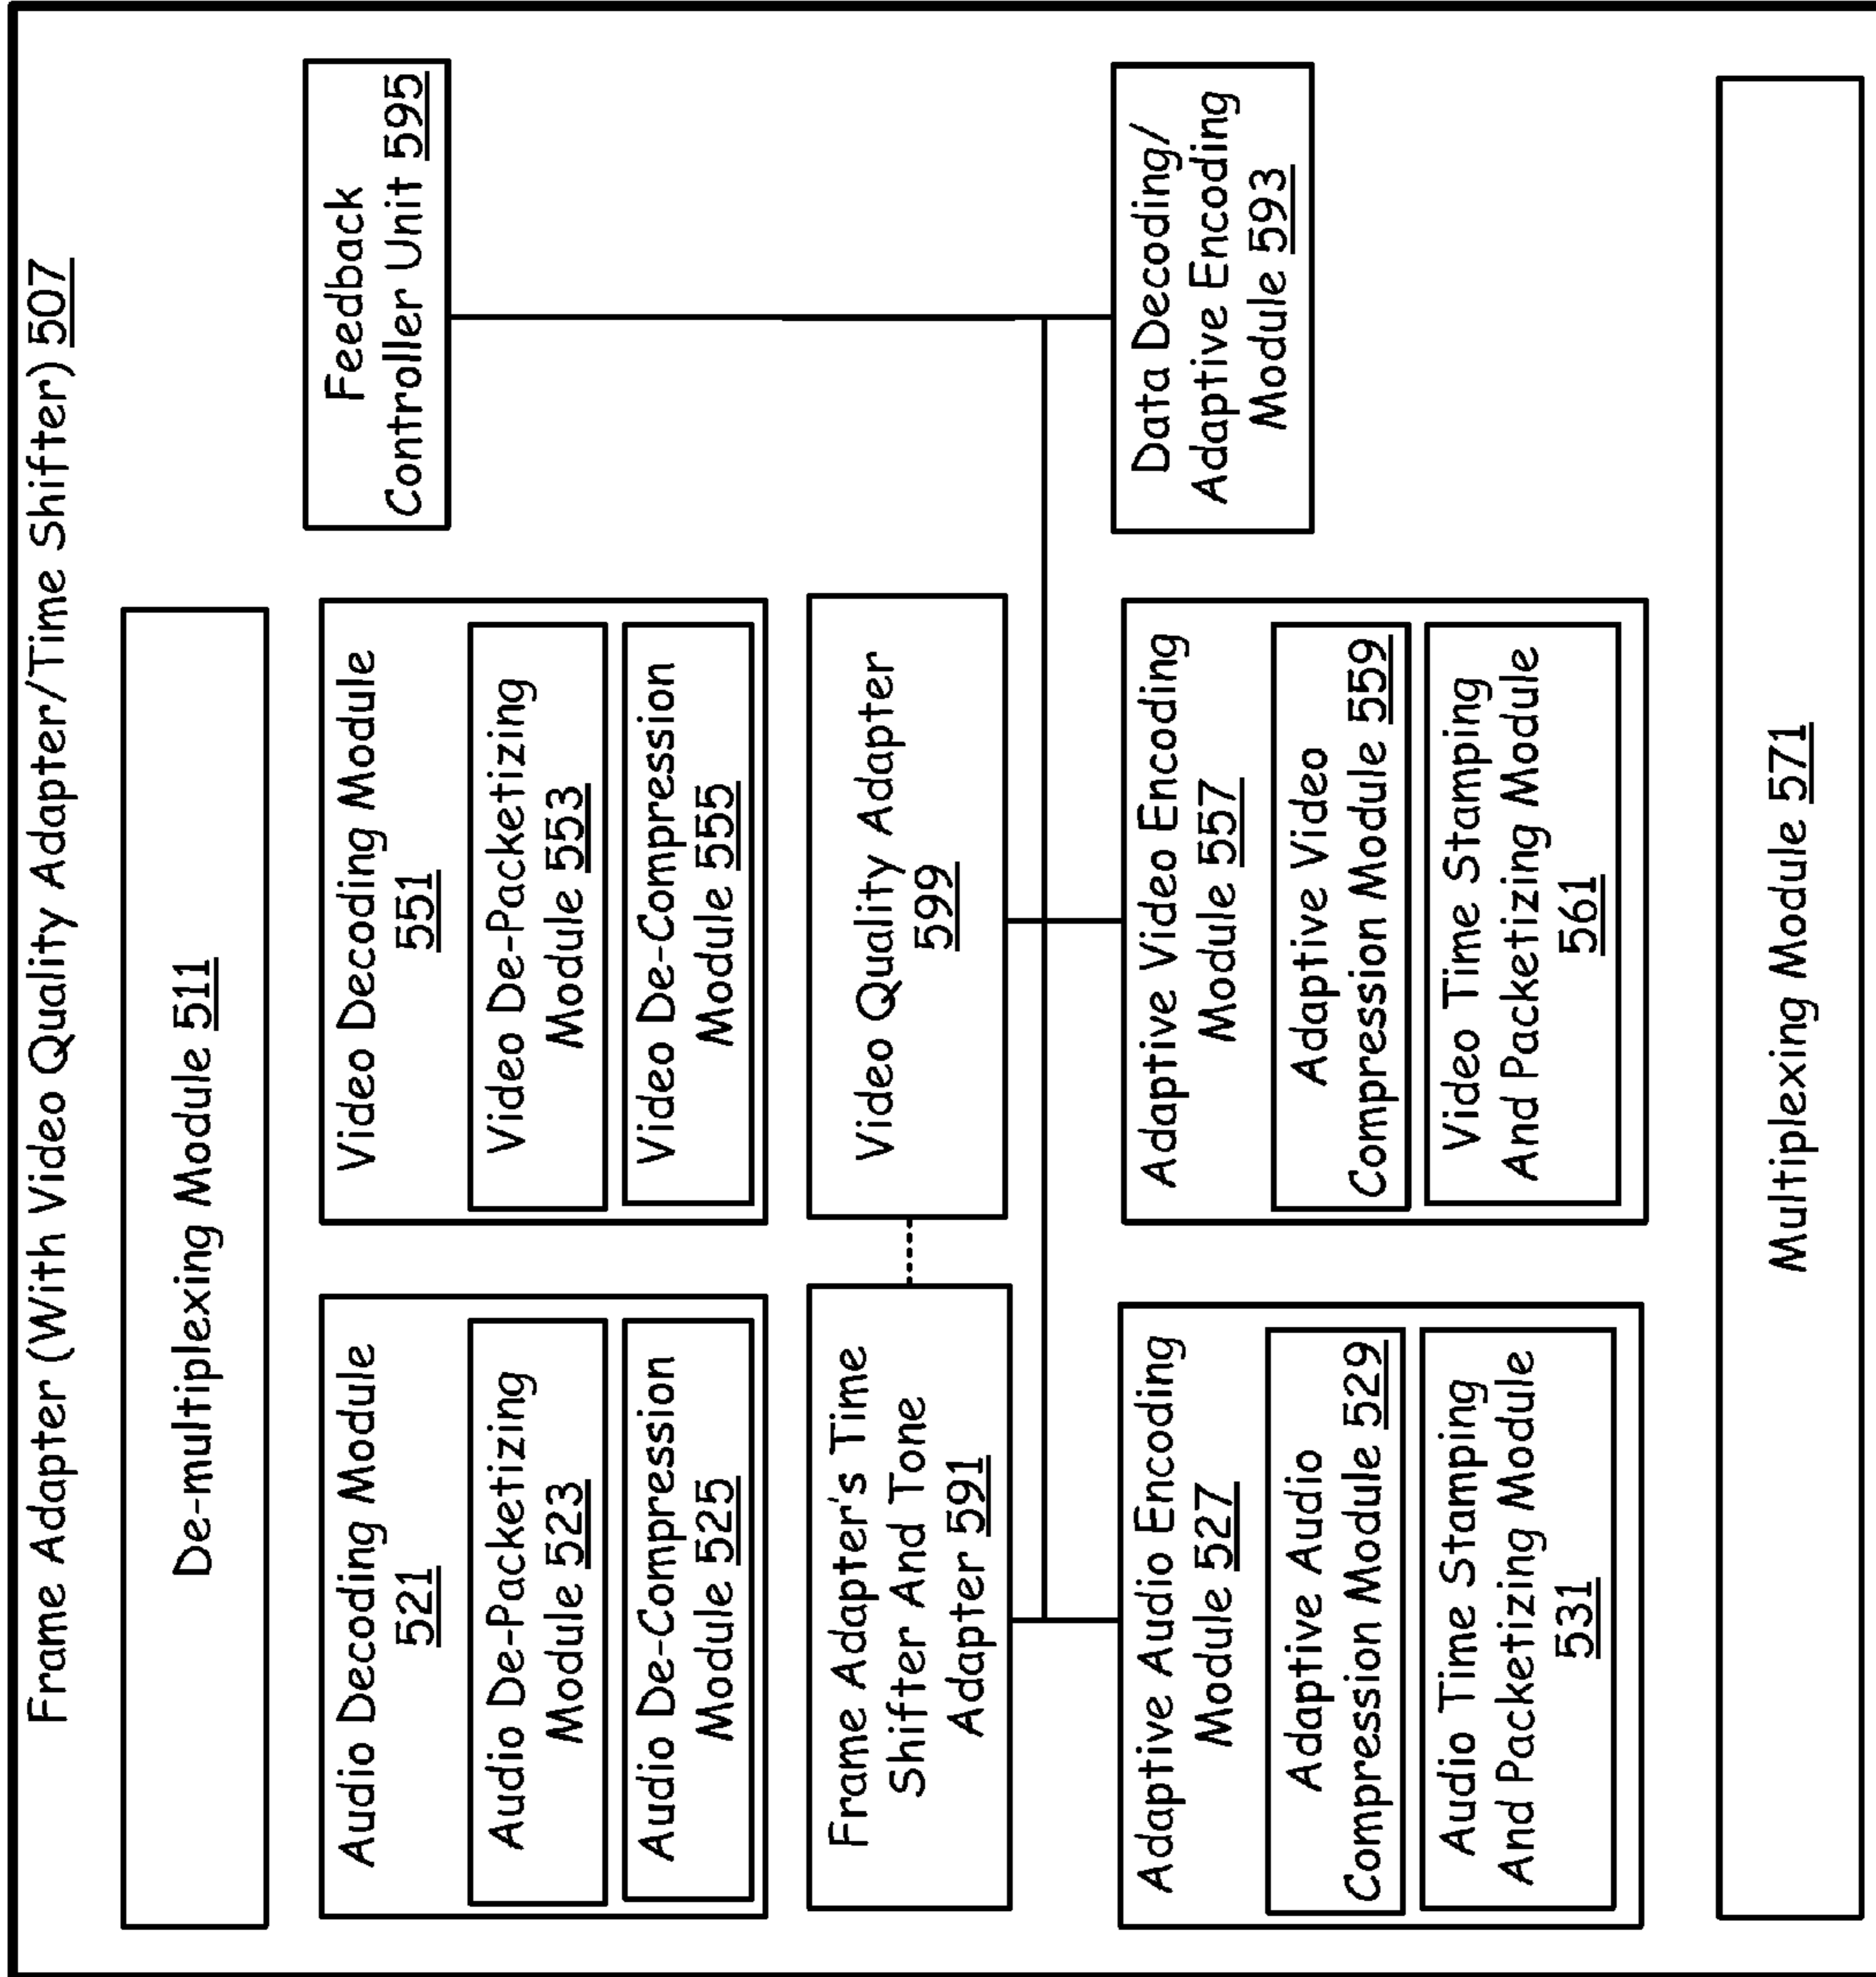 Frame Adapter (With Video Quality Adapter/Time Shifter) 507
De-multiplexing Module 511
Audio Decoding Module
521
Audio De-Packetizing
Module 523
Audio De-Compression
Module 525
Video Decoding Module
551
Video De-Packetizing
Module 553
Video De-Compression
Module 555
Feedback
Controller Unit 595
Frame Adapter's Time
Shifter And Tone
Adapter 591
Video Quality Adapter
599
Adaptive Audio Encoding
Module 527
Adaptive Audio
Compression Module 529
Audio Time Stamping
And Packetizing Module
531
Adaptive Video Encoding
Module 557
Adaptive Video
Compression Module 559
Video Time Stamping
And Packetizing Module
561
Data Decoding/
Adaptive Encoding
Module 593
Multiplexing Module 571